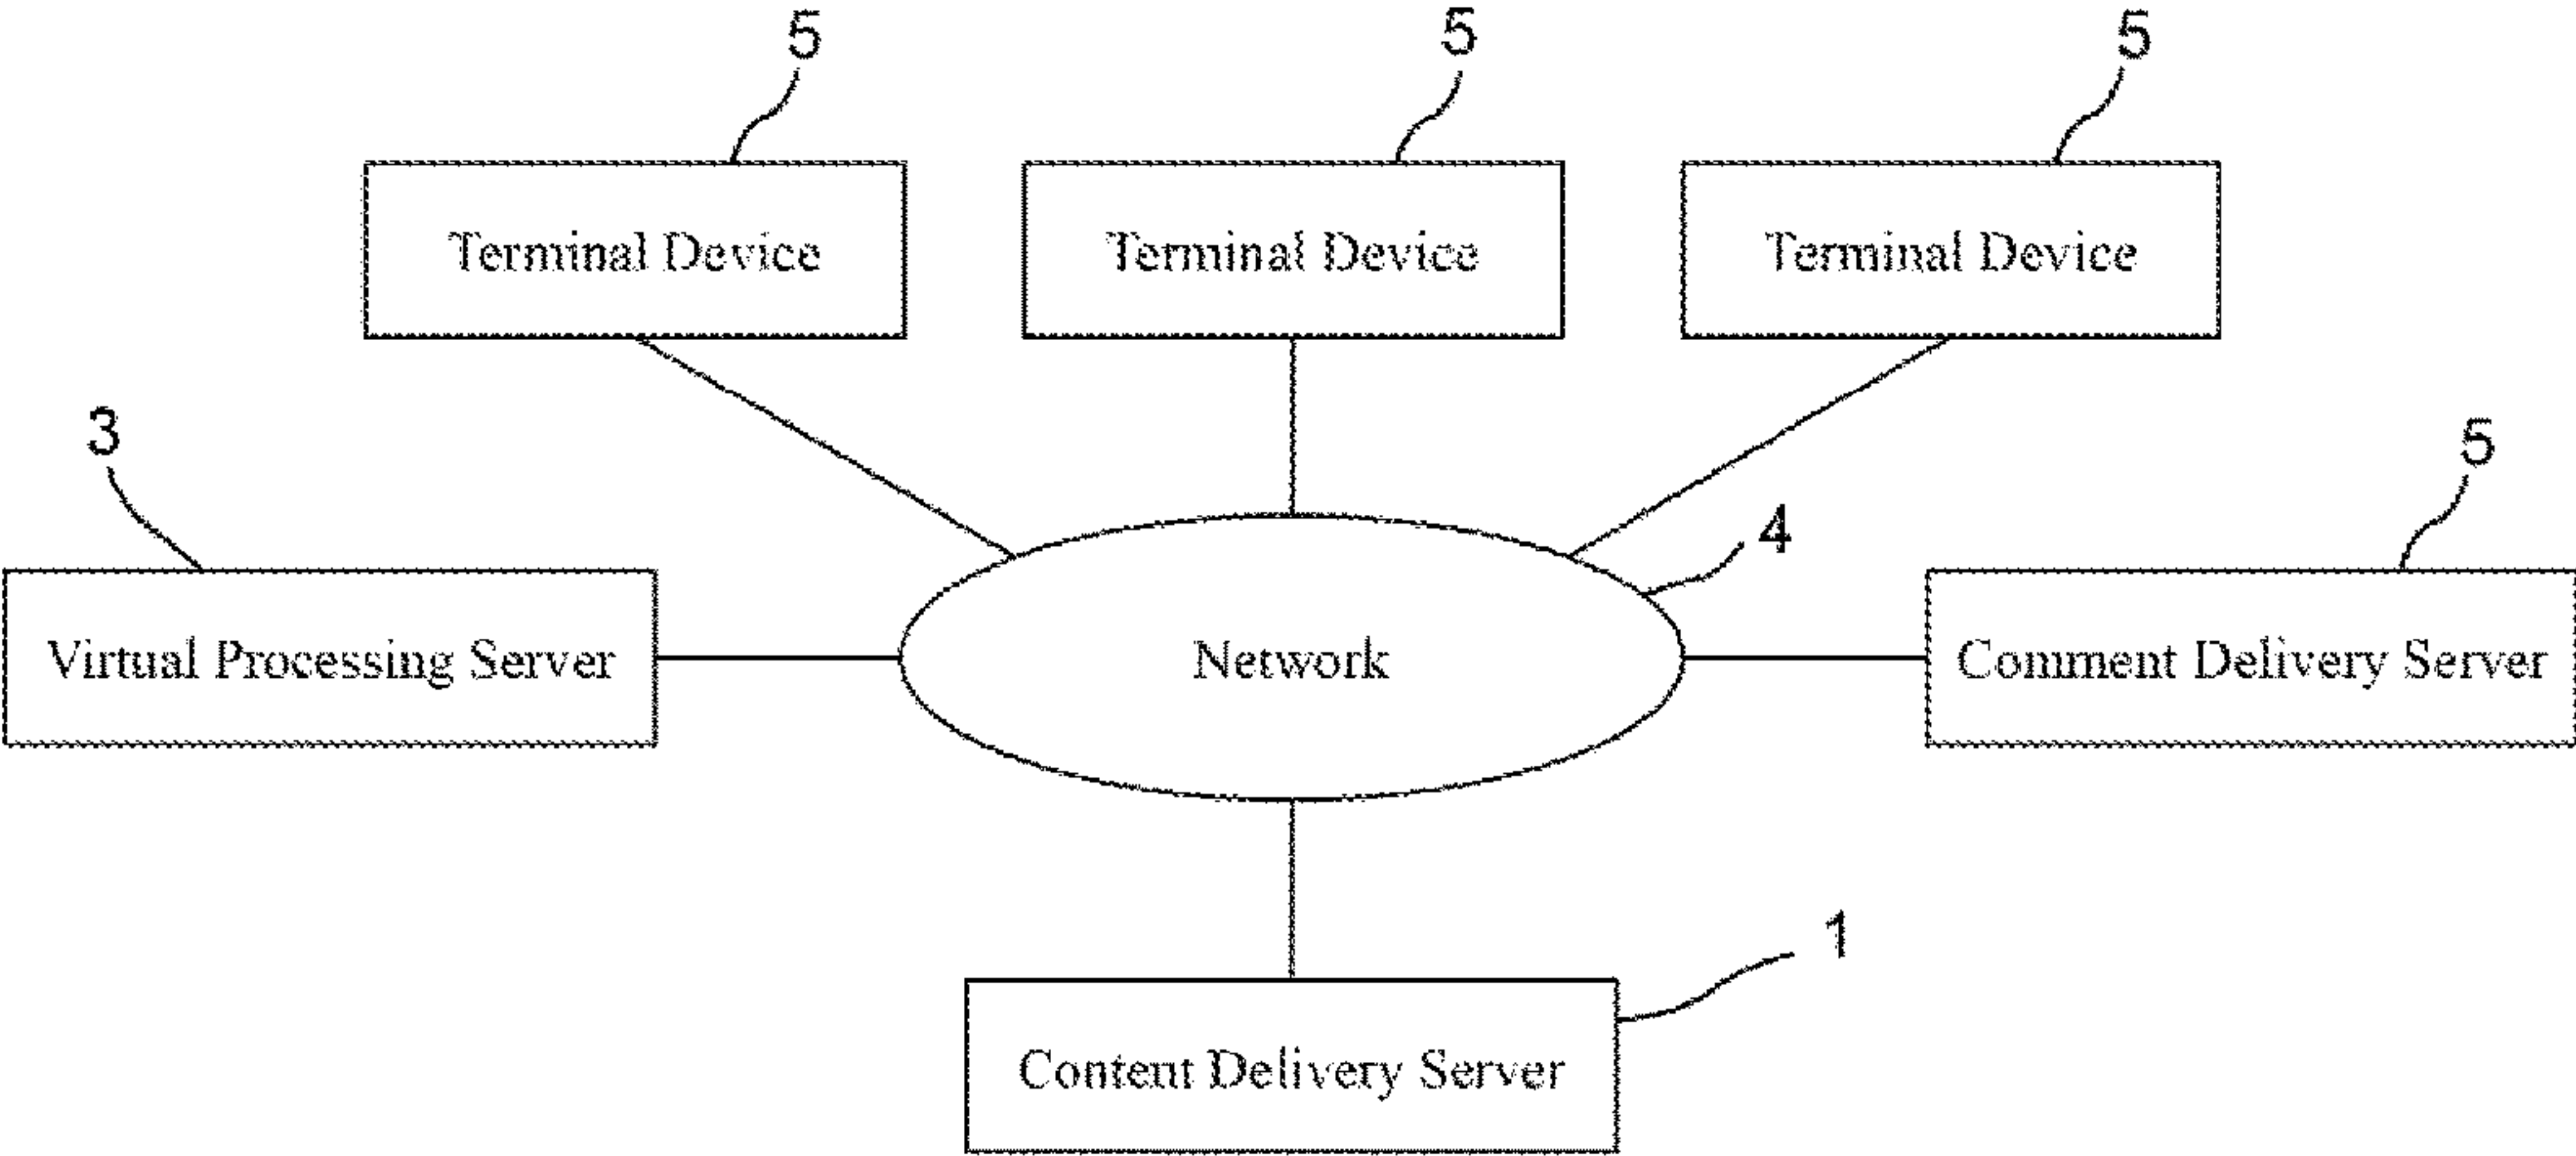 5
5
5
Terminal Device
Terminal Device
Terminal Device
3
5
4
Virtual Processing Server
Network
Comment Delivery Server
1
Content Delivery Server